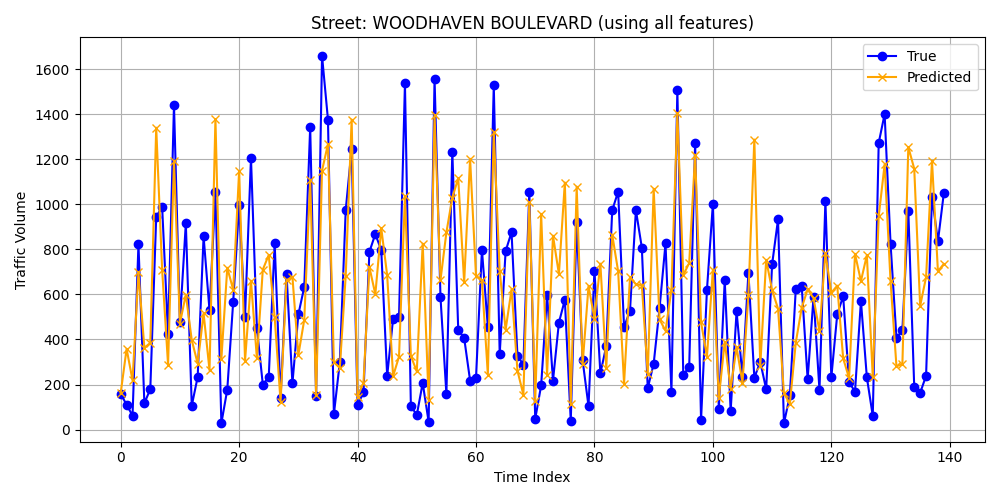 Street: WOODHAVEN BOULEVARD (using all features)
True
Predicted
Traffic Volume
1600
1400
1200
1000
800
600
400
200
0
0 20 40 60 80 100 120 140
Time Index